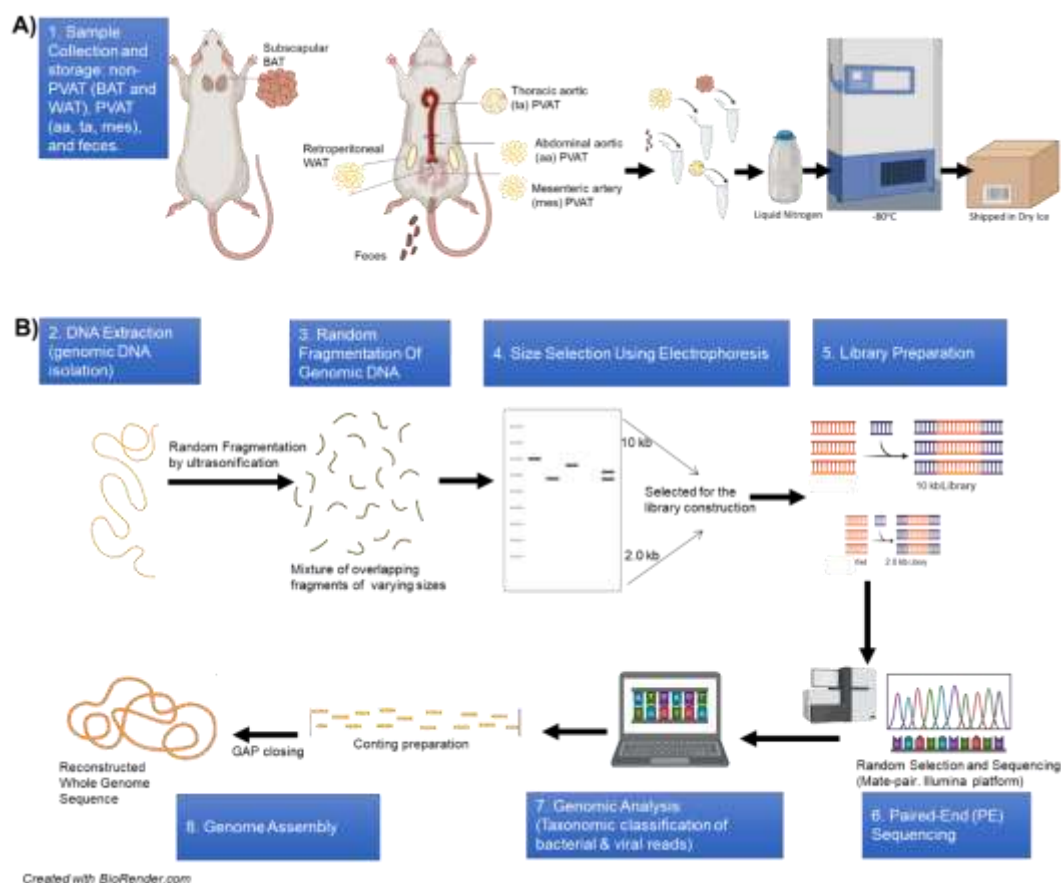 A)
1. Sample
Collection and
storage: non-
PVAT (BAT and
WAT), PVAT
(aa, ta, mes),
and feces.
Subscapular
BAT
Thoracic aortic
(ta) PVAT
Retroperitoneal
WAT
Abdominal aortic
(aa) PVAT
Mesenteric artery
(mes) PVAT
Feces
Liquid Nitrogen
-80°C
Shipped in Dry Ice
B)
2. DNA Extraction
(genomic DNA
isolation)
3. Random
Fragmentation Of
Genomic DNA
4. Size Selection Using Electrophoresis
5. Library Preparation
Random Fragmentation
by ultrasonification
Mixture of overlapping
fragments of varying sizes
10 kb
Selected for the
library construction
2.0 kb
10 kb Library
2.0 kb
Reconstructed
Whole Genome
Sequence
GAP closing
Conting preparation
Random Selection and Sequencing
(Mate-pair. Illumina platform)
8. Genome Assembly
7. Genomic Analysis
(Taxonomic classification of
bacterial & viral reads)
6. Paired-End (PE)
Sequencing
Created with BioRender.com